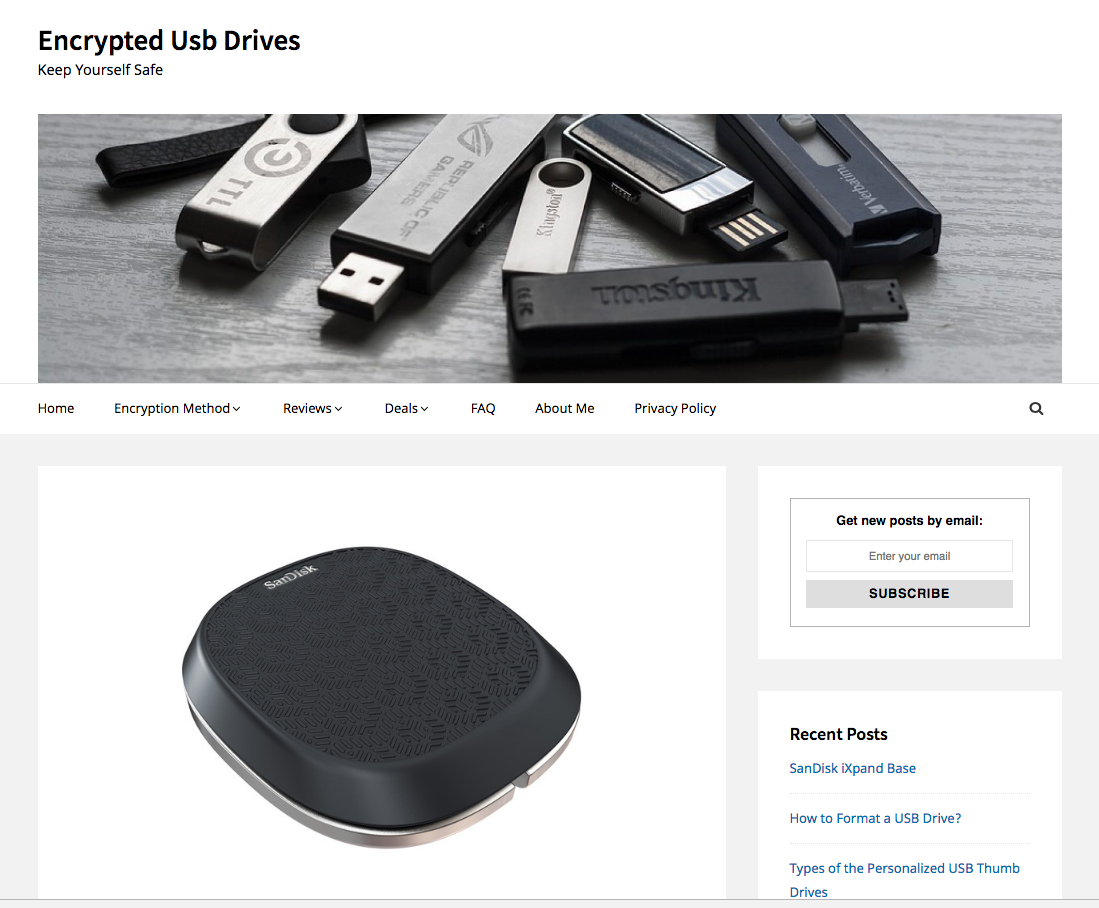 Encrypted Usb Drives
Keep Yourself Safe
TTL
REPUBLIC OF
GAMERS
Kingston
Verbatim
Kingston
Home
Encryption Method
Reviews
Deals
FAQ
About Me
Privacy Policy
SanDisk
Get new posts by email:
Enter your email
SUBSCRIBE
Recent Posts
SanDisk iXpand Base
How to Format a USB Drive?
Types of the Personalized USB Thumb
Drives